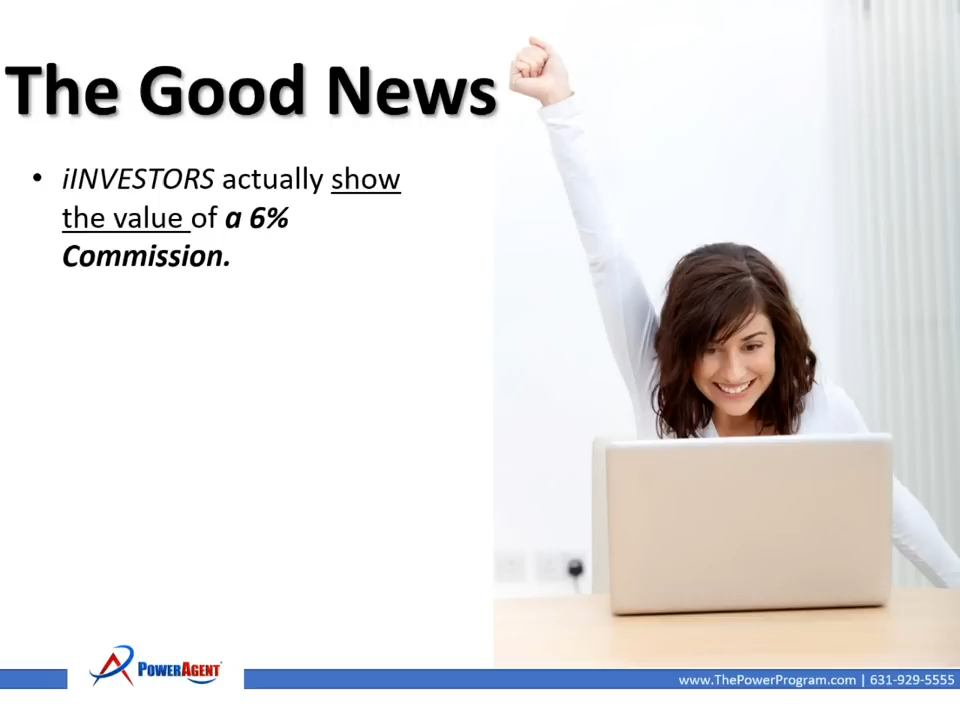 The Good News
• iINVESTORS actually show
the value of a 6%
Commission.
POWERAGENT
www.ThePowerProgram.com | 631-929-5555